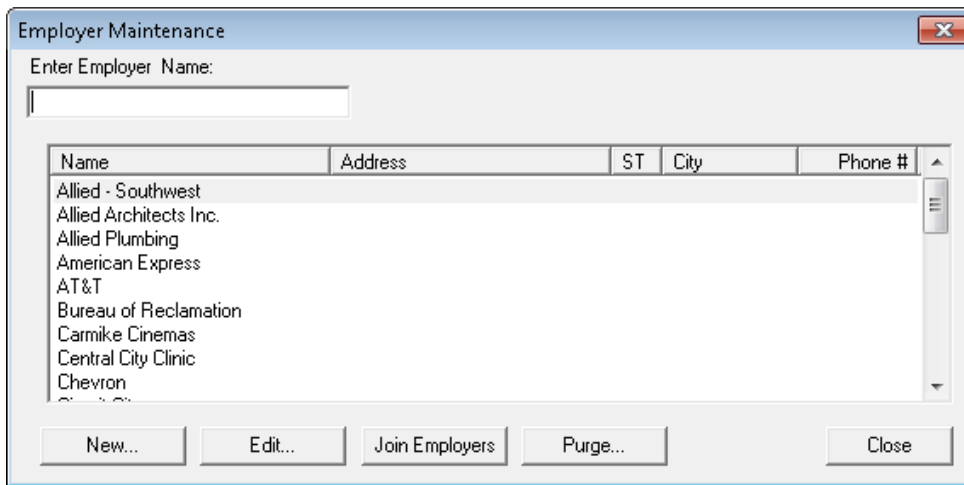 Employer Maintenance
Enter Employer Name:
Name Address ST City Phone #
Allied - Southwest
Allied Architects Inc.
Allied Plumbing
American Express
AT&T
Bureau of Reclamation
Carmike Cinemas
Central City Clinic
Chevron
New... Edit... Join Employers Purge... Close